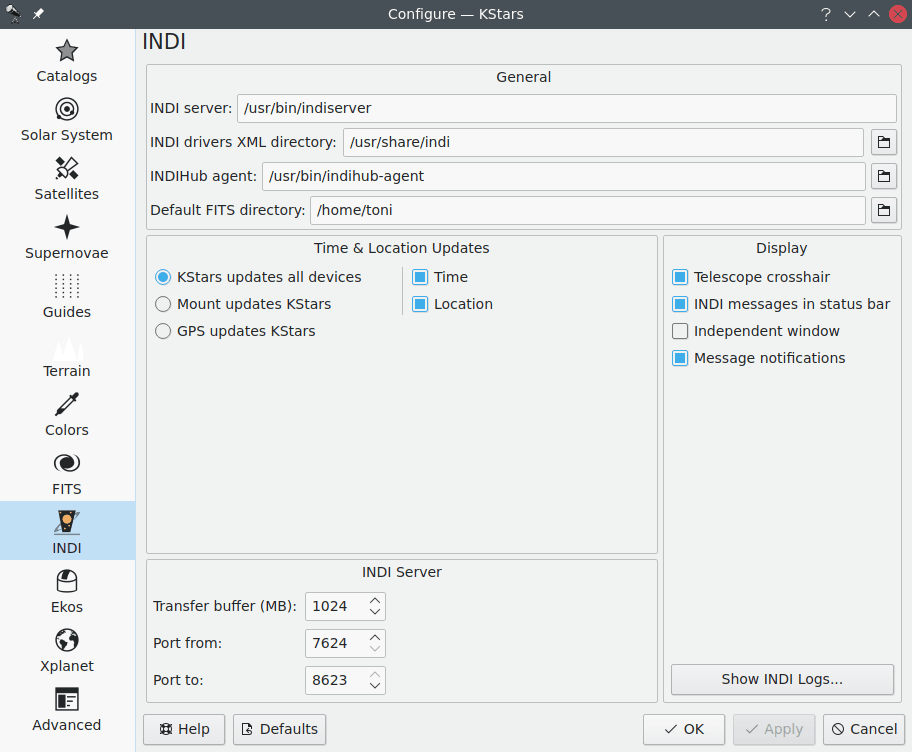 Configure — KStars
?
Catalogs
Solar System
Satellites
Supernovae
Guides
Terrain
Colors
FITS
INDI
Ekos
Xplanet
Advanced
INDI
General
INDI server: /usr/bin/indiserver
INDI drivers XML directory: /usr/share/indi
INDIHub agent: /usr/bin/indihub-agent
Default FITS directory: /home/toni
Time & Location Updates
KStars updates all devices
Mount updates KStars
GPS updates KStars
Time
Location
Display
Telescope crosshair
INDI messages in status bar
Independent window
Message notifications
INDI Server
Transfer buffer (MB): 1024
Port from: 7624
Port to: 8623
Show INDI Logs...
Help Defaults OK Apply Cancel